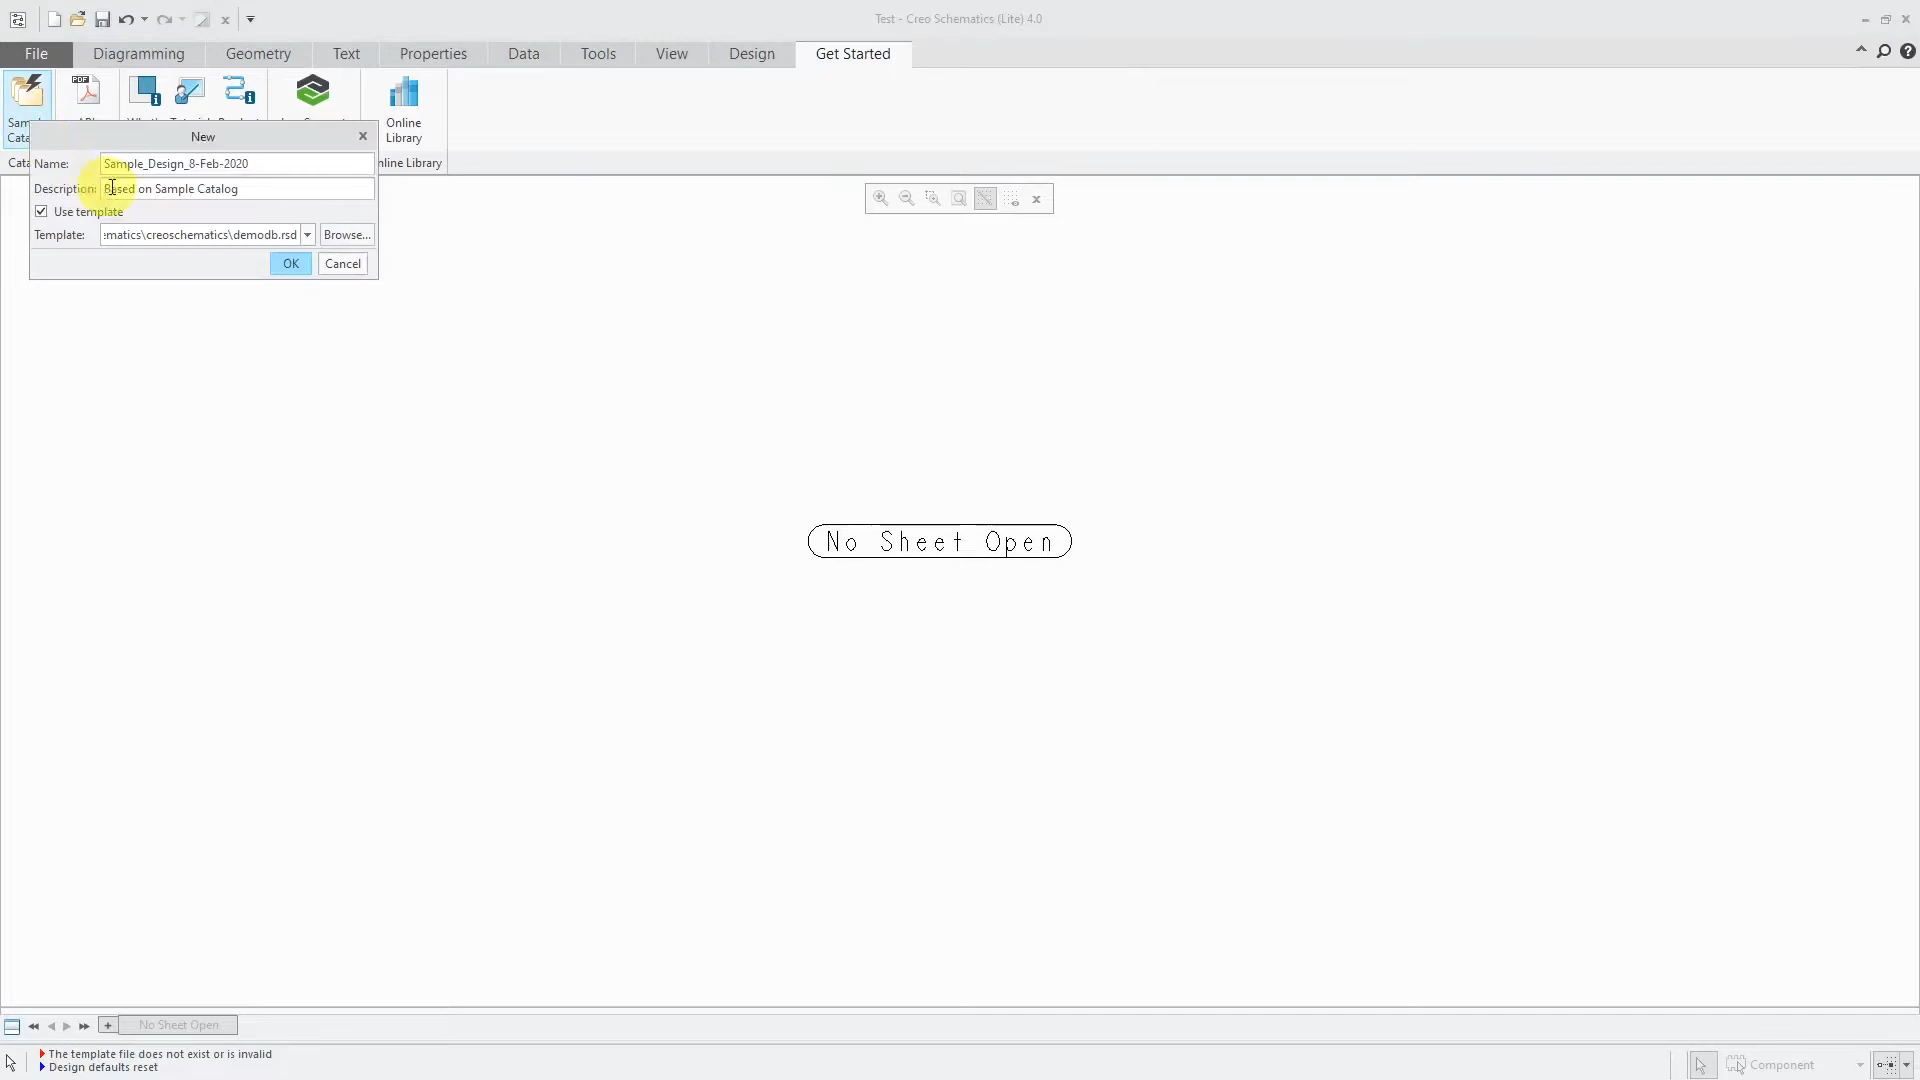 Test - Creo Schematics (Lite) 4.0
File
Diagramming
Geometry
Text
Properties
Data
Tools
View
Design
Get Started
PDF
Online
Library
nline Library
New
Name:
Sample_Design_8-Feb-2020
Description:
Based on Sample Catalog
Use template
Template:
:matics\creoschematics\demodb.rsd
Browse...
OK
Cancel
No Sheet Open
No Sheet Open
The template file does not exist or is invalid
Design defaults reset
Component